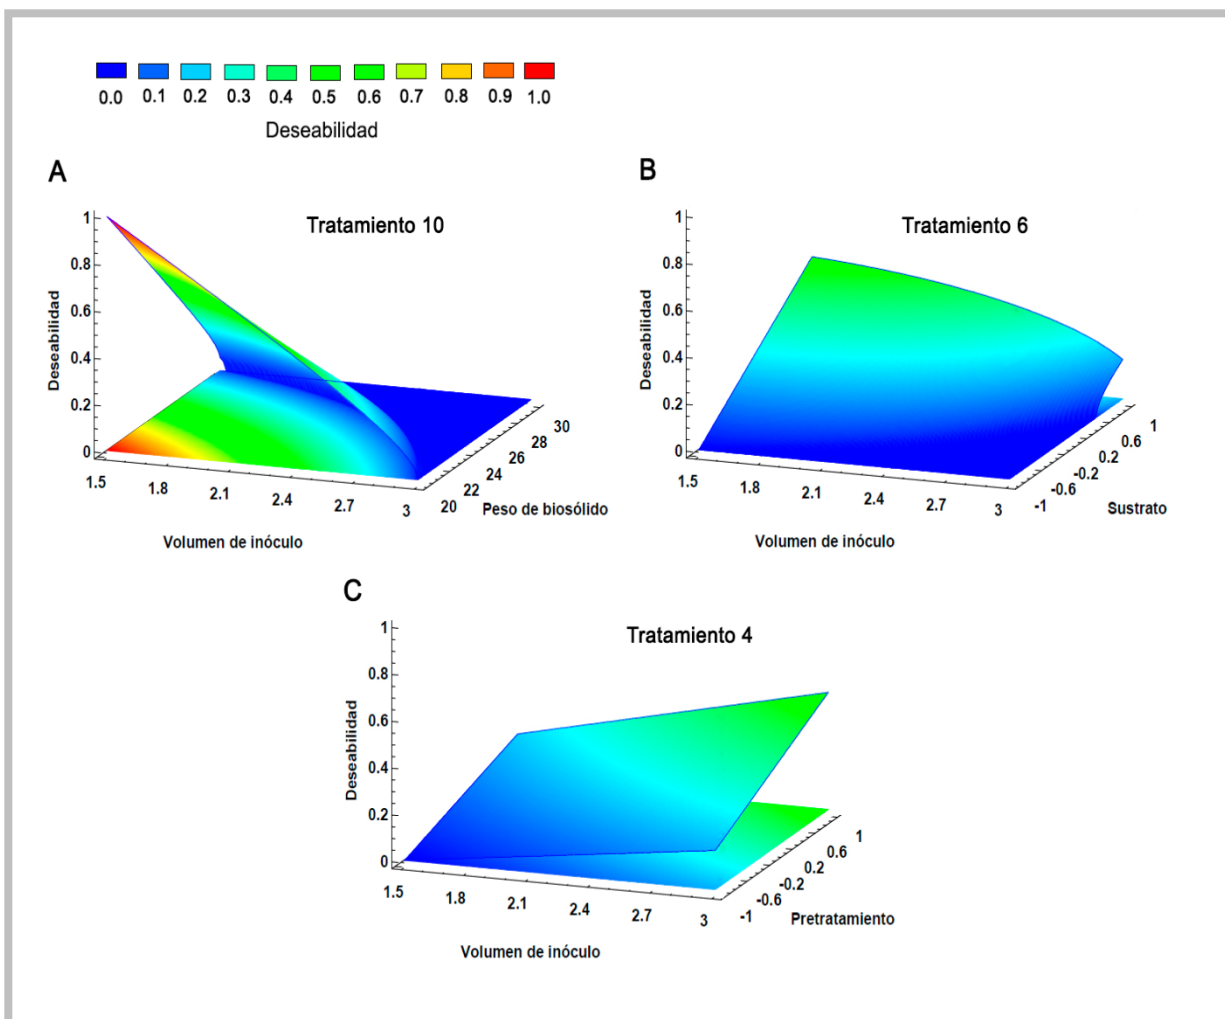 0.0 0.1 0.2 0.3 0.4 0.5 0.6 0.7 0.8 0.9 1.0
Deseabilidad
A
Tratamiento 10
1
0.8
0.6
0.4
0.2
0
Deseabilidad
1.5 1.8 2.1 2.4 2.7 3
Volumen de inóculo
20 22 24 26 28 30
Peso de biosólido
B
Tratamiento 6
1
0.8
0.6
0.4
0.2
0
Deseabilidad
1.5 1.8 2.1 2.4 2.7 3
Volumen de inóculo
-1 -0.6 -0.2 0.2 0.6 1
Sustrato
C
Tratamiento 4
1
0.8
0.6
0.4
0.2
0
Deseabilidad
1.5 1.8 2.1 2.4 2.7 3
Volumen de inóculo
-1 -0.6 -0.2 0.2 0.6 1
Pretratamiento